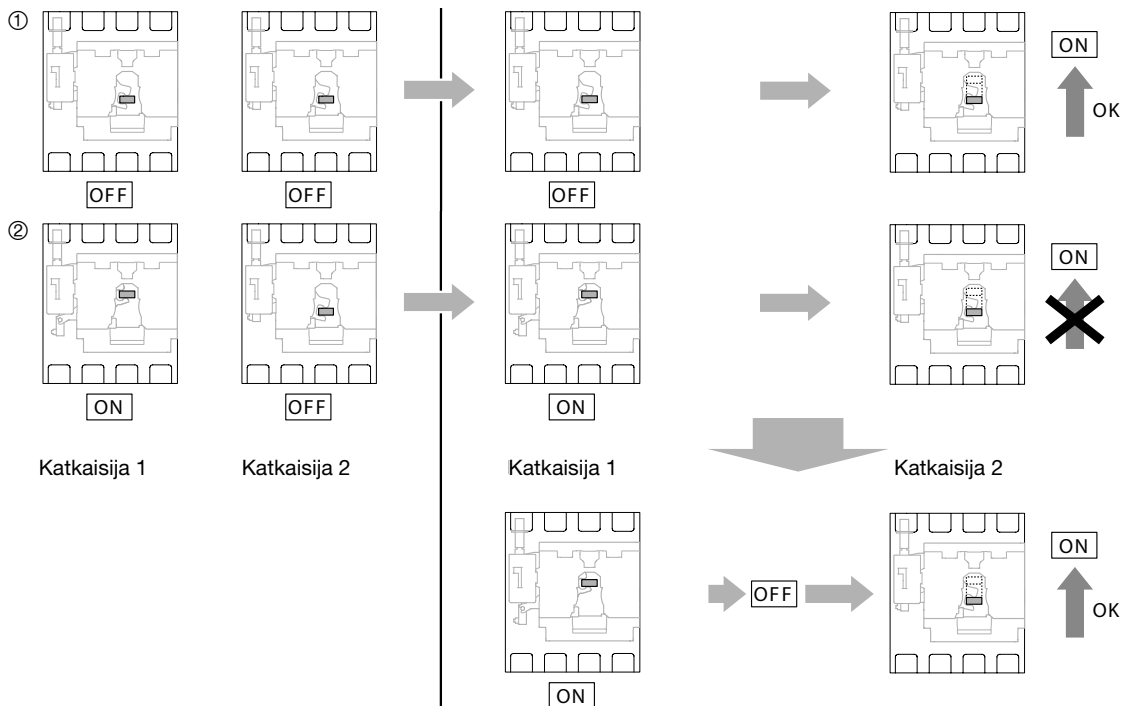 ①
ON
OK
OFF
OFF
OFF
②
ON
ON
OFF
ON
Katkaisija 1
Katkaisija 2
Katkaisija 1
Katkaisija 2
ON
OFF
OK
ON